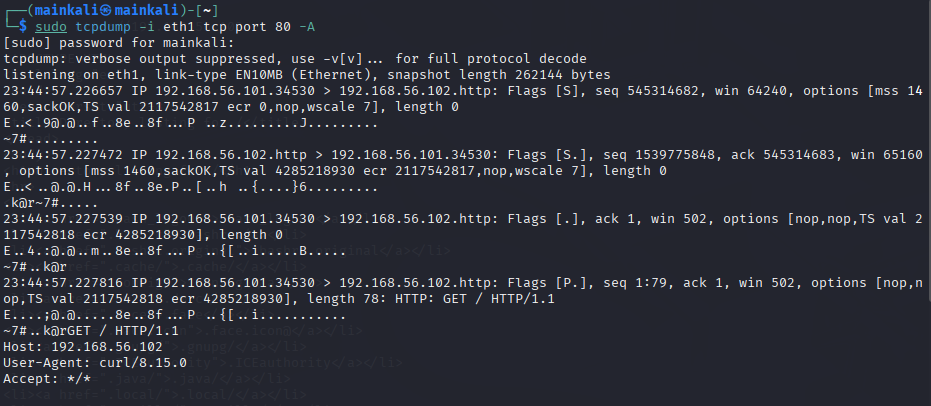 ┌──(mainkali㉿mainkali)-[~]
└─$ sudo tcpdump -i eth1 tcp port 80 -A
[sudo] password for mainkali:
tcpdump: verbose output suppressed, use -v[v]... for full protocol decode
listening on eth1, link-type EN10MB (Ethernet), snapshot length 262144 bytes
23:44:57.226657 IP 192.168.56.101.34530 > 192.168.56.102.http: Flags [S], seq 545314682, win 64240, options [mss 14
60,sackOK,TS val 2117542817 ecr 0,nop,wscale 7], length 0
E..<.9@.@..f..8e..8f...P ..z........J.........
~7#.........
23:44:57.227472 IP 192.168.56.102.http > 192.168.56.101.34530: Flags [S.], seq 1539775848, ack 545314683, win 65160
, options [mss 1460,sackOK,TS val 4285218930 ecr 2117542817,nop,wscale 7], length 0
E..<..@.@.H...8f..8e.P..[..h ..{....}6.........
.k@r~7#.....
23:44:57.227539 IP 192.168.56.101.34530 > 192.168.56.102.http: Flags [.], ack 1, win 502, options [nop,nop,TS val 2
117542818 ecr 4285218930], length 0
E..4.:@.@..m..8e..8f...P ..{[..i.....B.....
~7#..k@r
23:44:57.227816 IP 192.168.56.101.34530 > 192.168.56.102.http: Flags [P.], seq 1:79, ack 1, win 502, options [nop,n
op,TS val 2117542818 ecr 4285218930], length 78: HTTP: GET / HTTP/1.1
E....;@.@.....8e..8f...P ..{[..i...........
~7#..k@rGET / HTTP/1.1
Host: 192.168.56.102
User-Agent: curl/8.15.0
Accept: */*